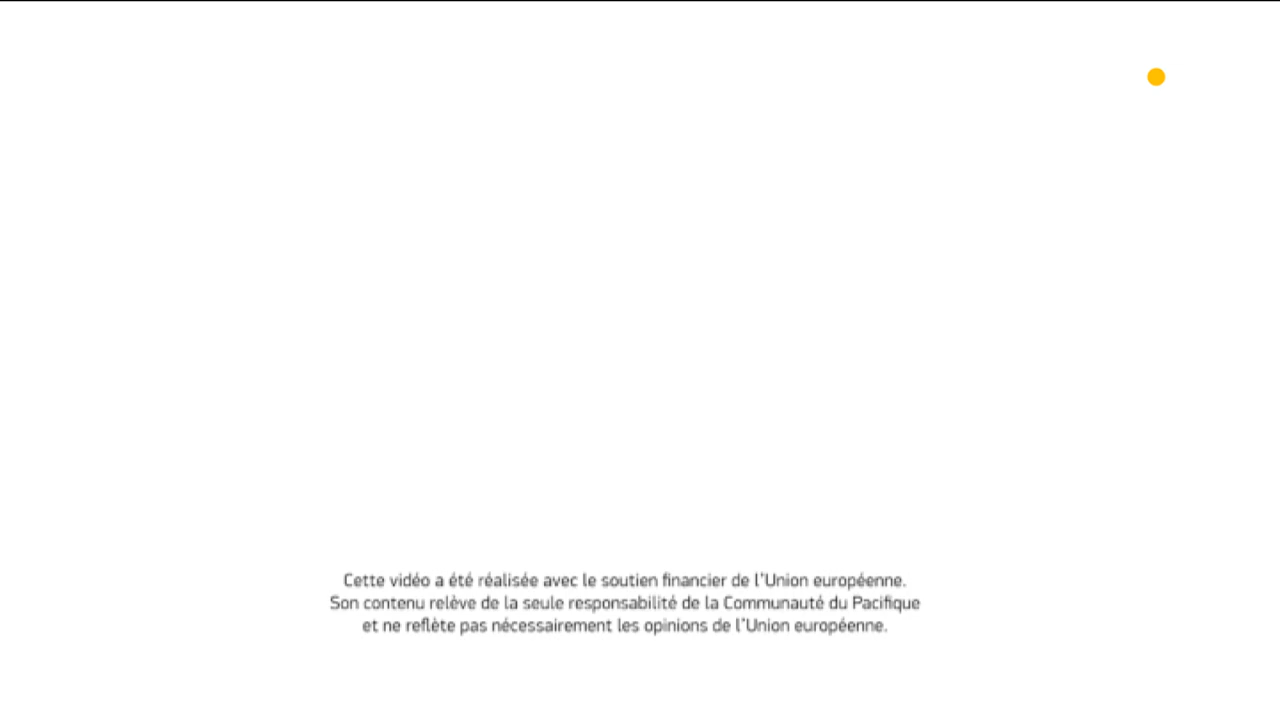 Cette vidéo a été réalisée avec le soutien financier de l'Union européenne.
Son contenu relève de la seule responsabilité de la Communauté du Pacifique
et ne reflète pas nécessairement les opinions de l'Union européenne.